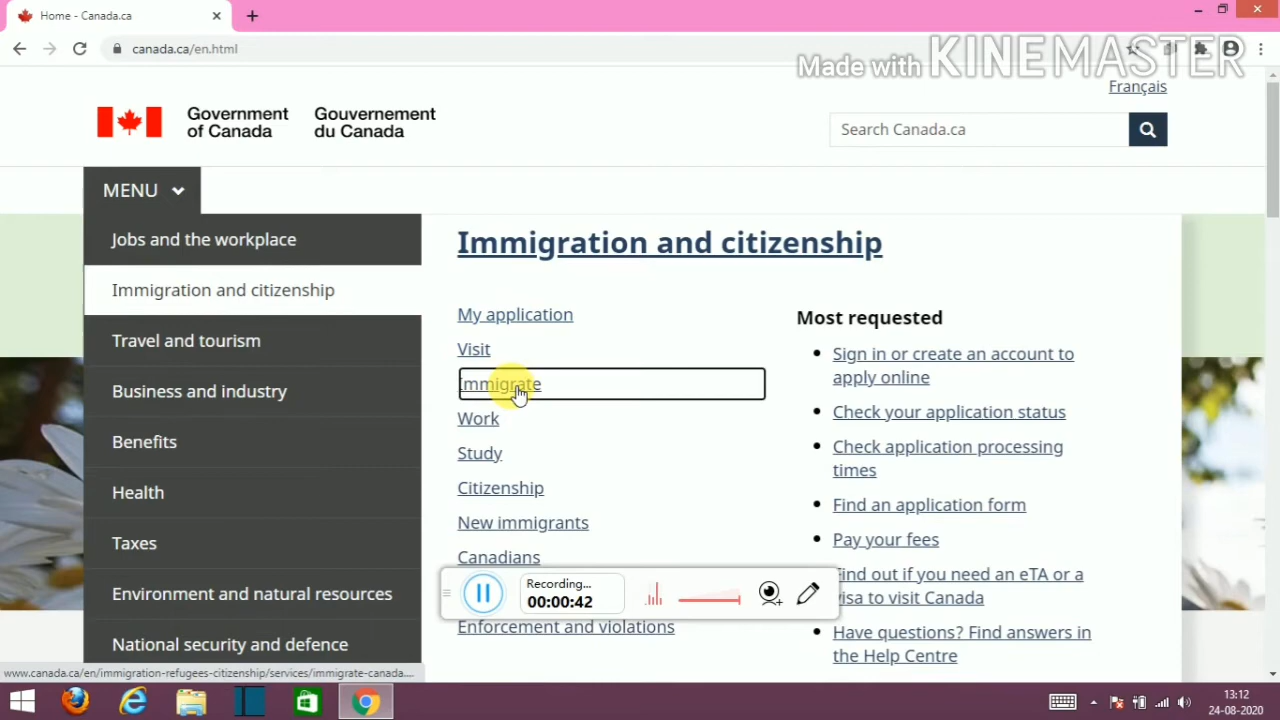 Home - Canada.ca
canada.ca/en.html
Made with KINEMASTER
Français
Government of Canada
Gouvernement du Canada
Search Canada.ca
MENU
Jobs and the workplace
Immigration and citizenship
Travel and tourism
Business and industry
Benefits
Health
Taxes
Environment and natural resources
National security and defence
Immigration and citizenship
My application
Visit
Immigrate
Work
Study
Citizenship
New immigrants
Canadians
Enforcement and violations
Most requested
Sign in or create an account to
apply online
Check your application status
Check application processing
times
Find an application form
Pay your fees
Find out if you need an eTA or a
visa to visit Canada
Have questions? Find answers in
the Help Centre
Recording...
00:00:42
www.canada.ca/en/immigration-refugees-citizenship/services/immigrate-canada....
13:12
24-08-2020